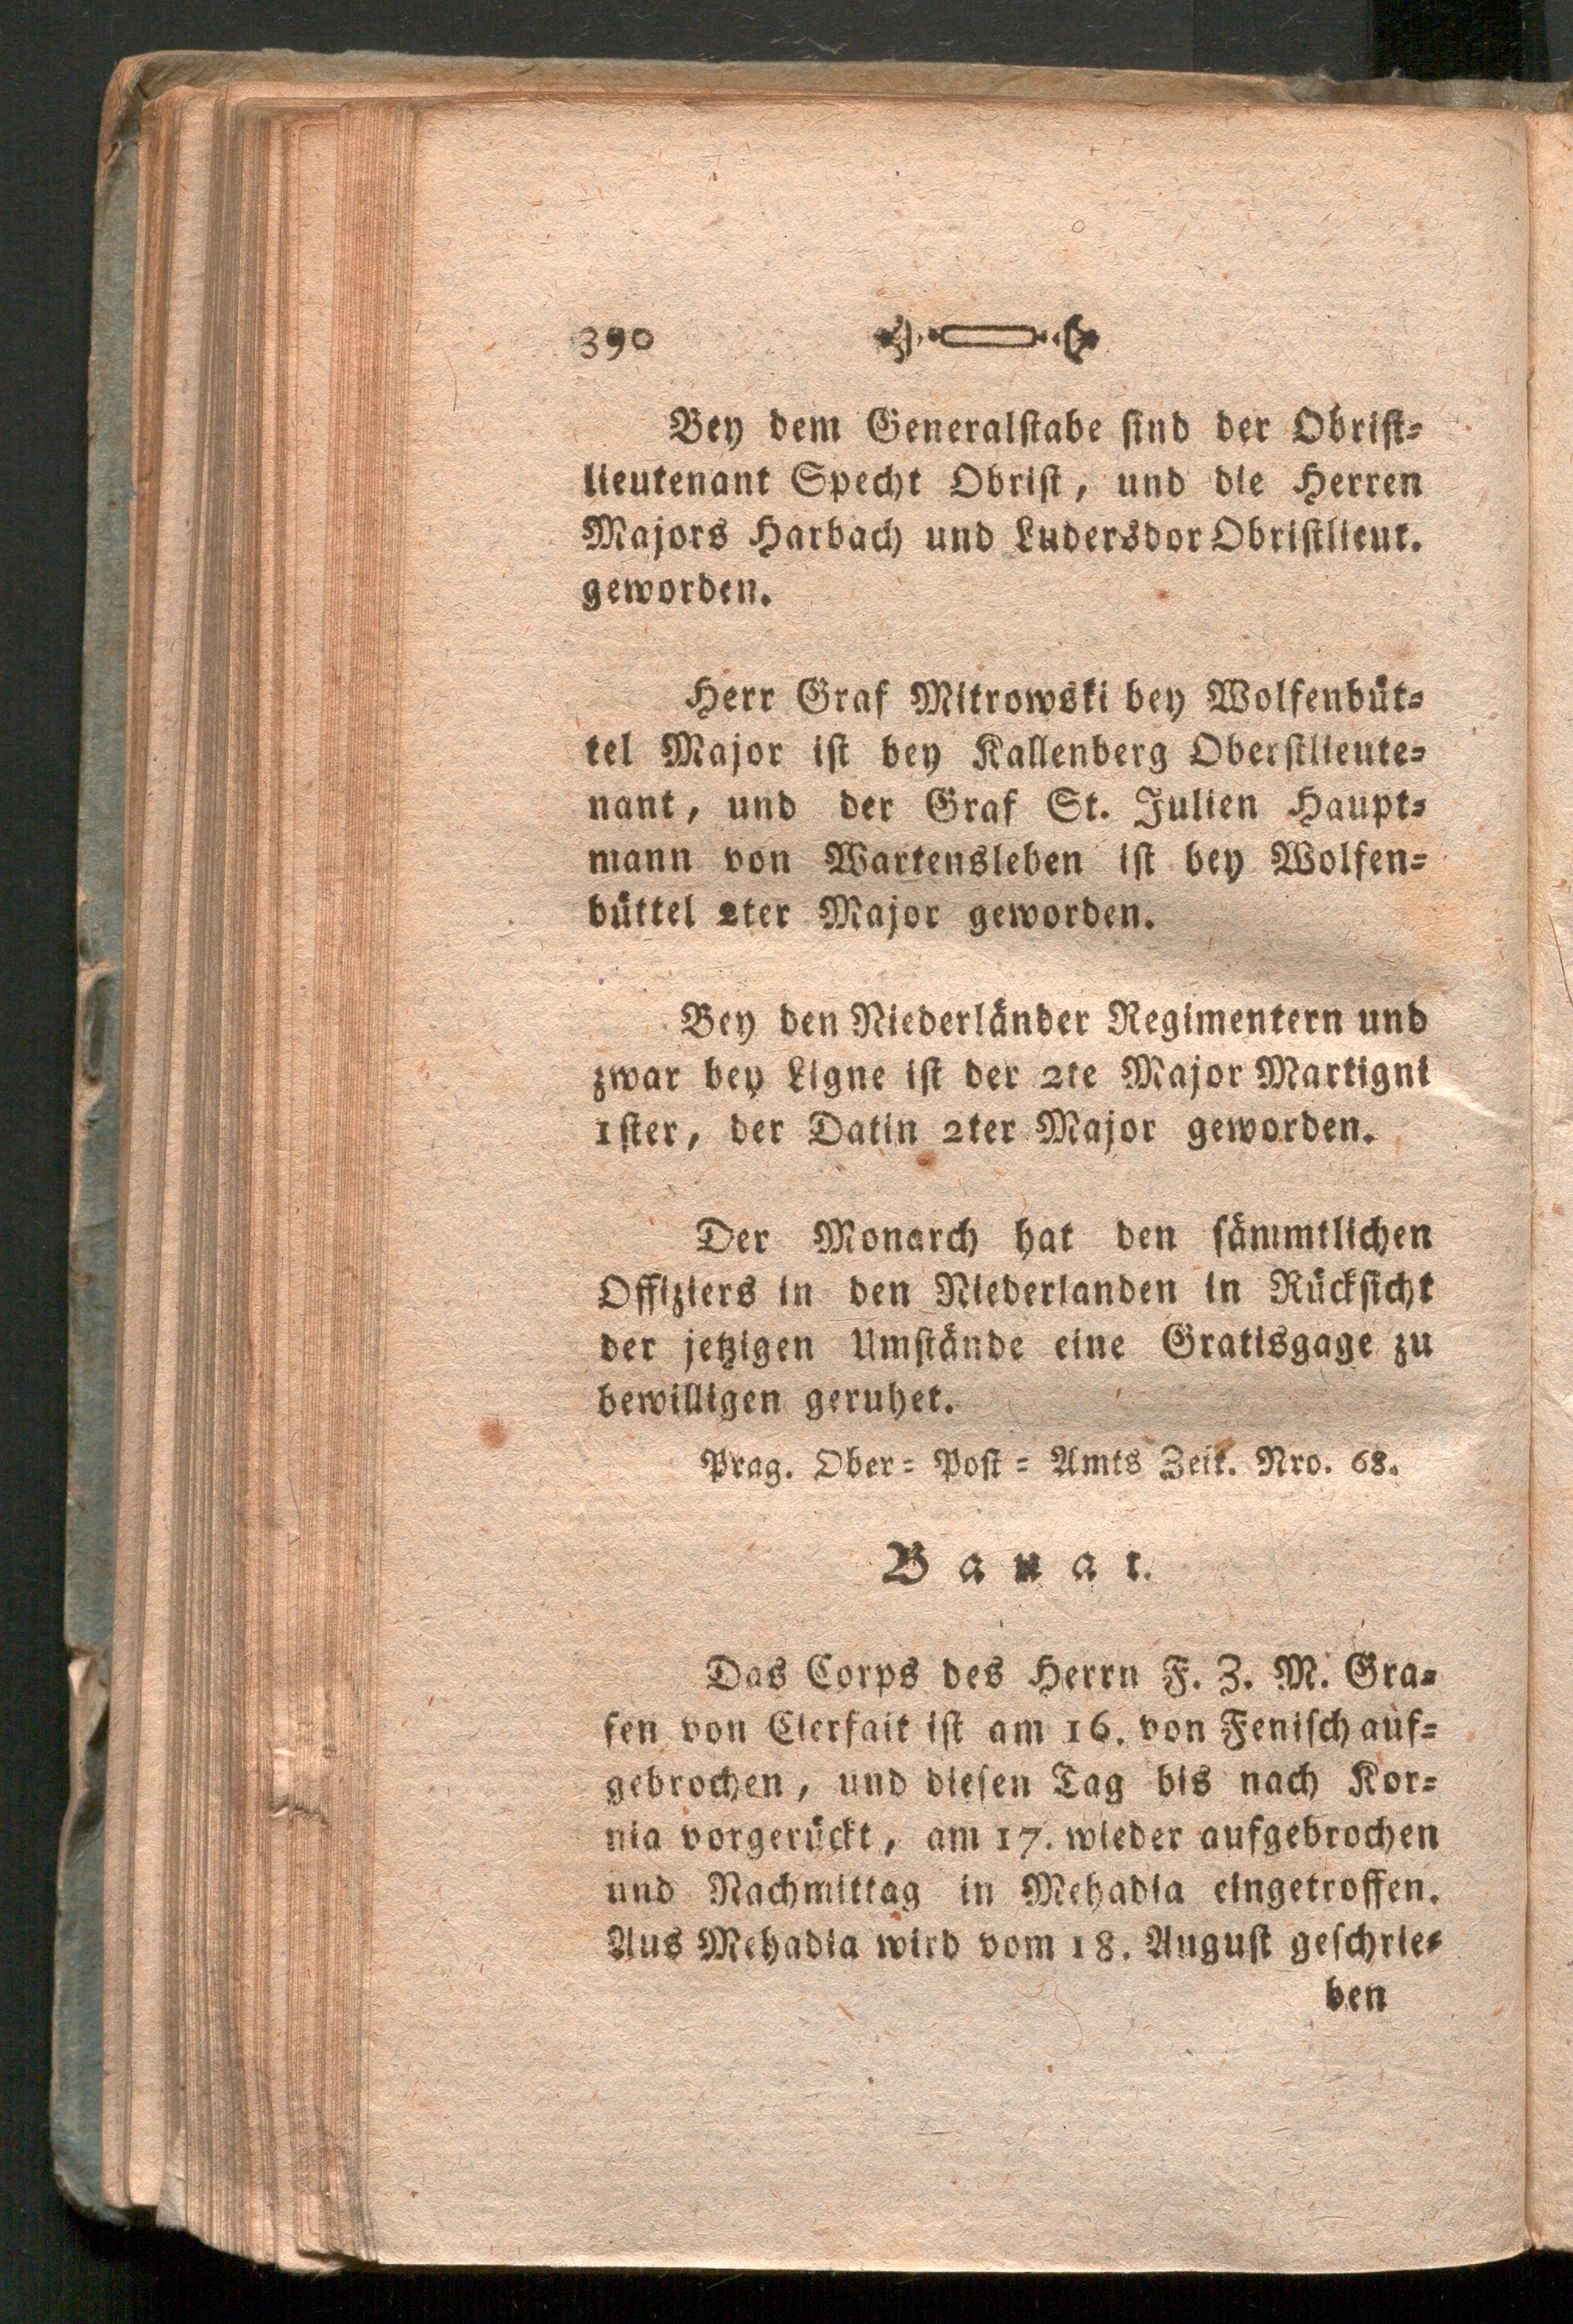 390
Bey dem Generalstabe sind der Obrist-
lieutenant Specht Obrist, und die Herren
Majors Harbach und Ludersdor Obristlieut.
geworden.
Herr Graf Mitrowski bey Wolfenbüt-
tel Major ist bey Kallenberg Oberstlieute-
nant, und der Graf St. Julien Haupt-
mann von Wartensleben ist bey Wolfen-
büttel 2ter Major geworden.
Bey den Niederländer Regimentern und
zwar bey Ligne ist der 2te Major Martigni
1ster, der Datin 2ter Major geworden.
Der Monarch hat den sämmtlichen
Offiziers in den Niederlanden in Rücksicht
der jetzigen Umstände eine Gratisgage zu
bewilligen geruhet.
Prag. Ober-Post-Amts Zeit. Nro. 68.
Banat.
Das Corps des Herrn F. Z. M. Gra-
fen von Clerfait ist am 16. von Fenisch auf-
gebrochen, und diesen Tag bis nach Kor-
nia vorgerückt, am 17. wieder aufgebrochen
und Nachmittag in Mehadia eingetroffen.
Aus Mehadia wird vom 18. August geschrie-
ben